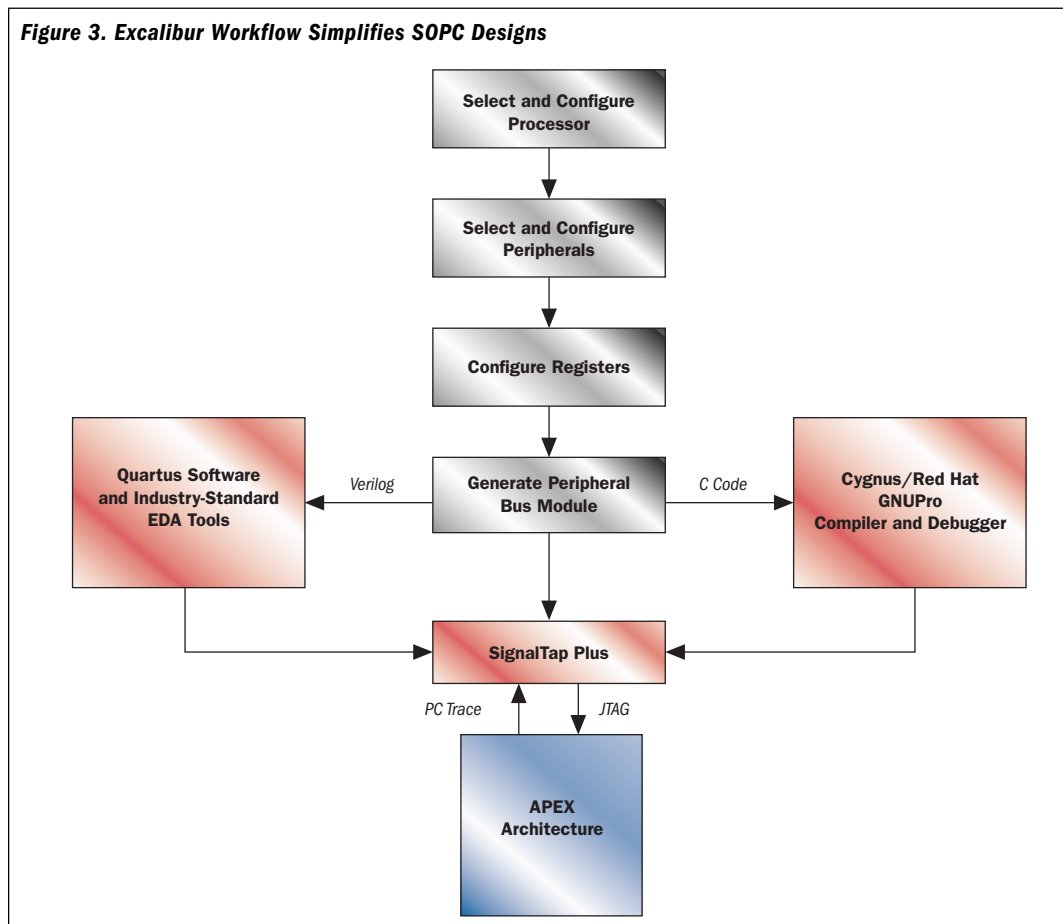 Figure 3. Excalibur Workflow Simplifies SOPC Designs
Select and Configure
Processor
Select and Configure
Peripherals
Configure Registers
Quartus Software
and Industry-Standard
EDA Tools
Verilog
Generate Peripheral
Bus Module
C Code
Cygnus/Red Hat
GNUPro
Compiler and Debugger
SignalTap Plus
PC Trace
JTAG
APEX
Architecture